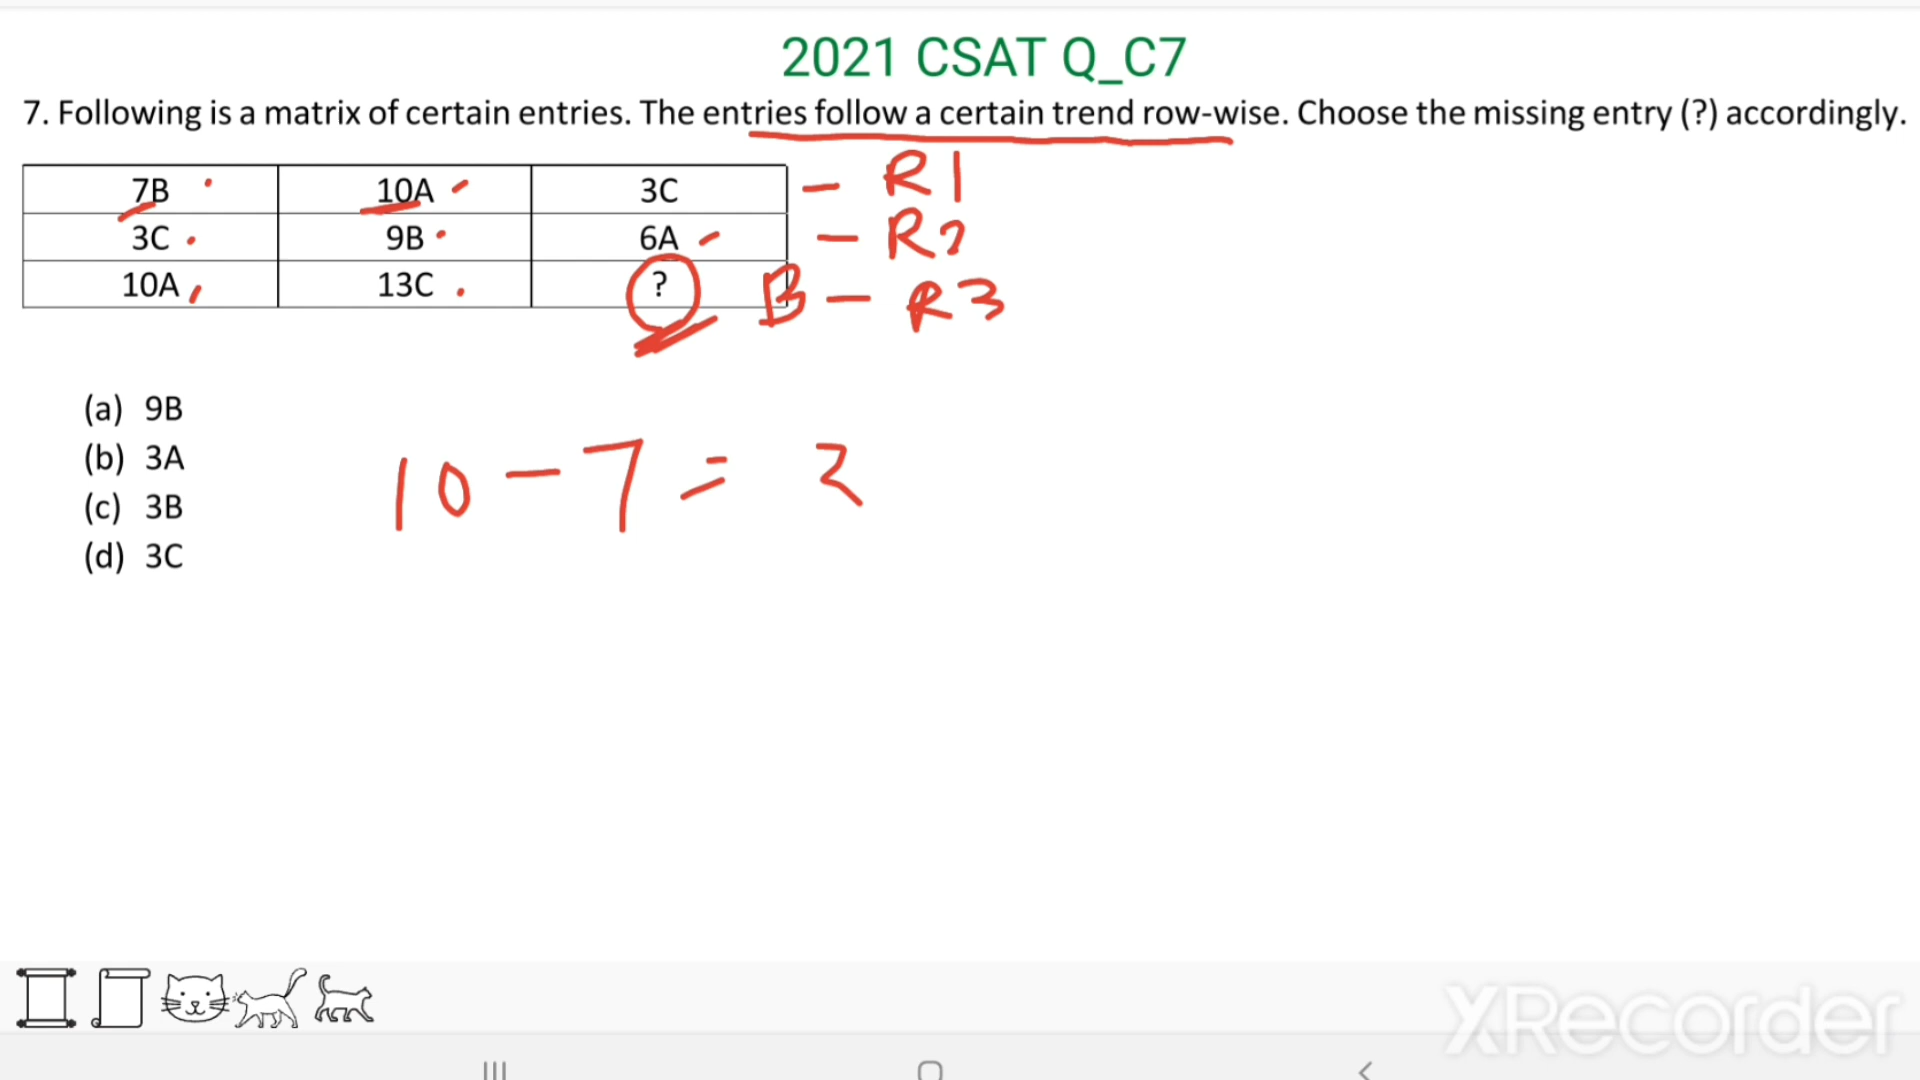 2021 CSAT Q_C7
7. Following is a matrix of certain entries. The entries follow a certain trend row-wise. Choose the missing entry (?) accordingly.
7B 10A 3C - R1
3C 9B 6A - R2
10A 13C ? B - R3
(a) 9B
(b) 3A
(c) 3B
(d) 3C
10 - 7 = 3
XRecorder